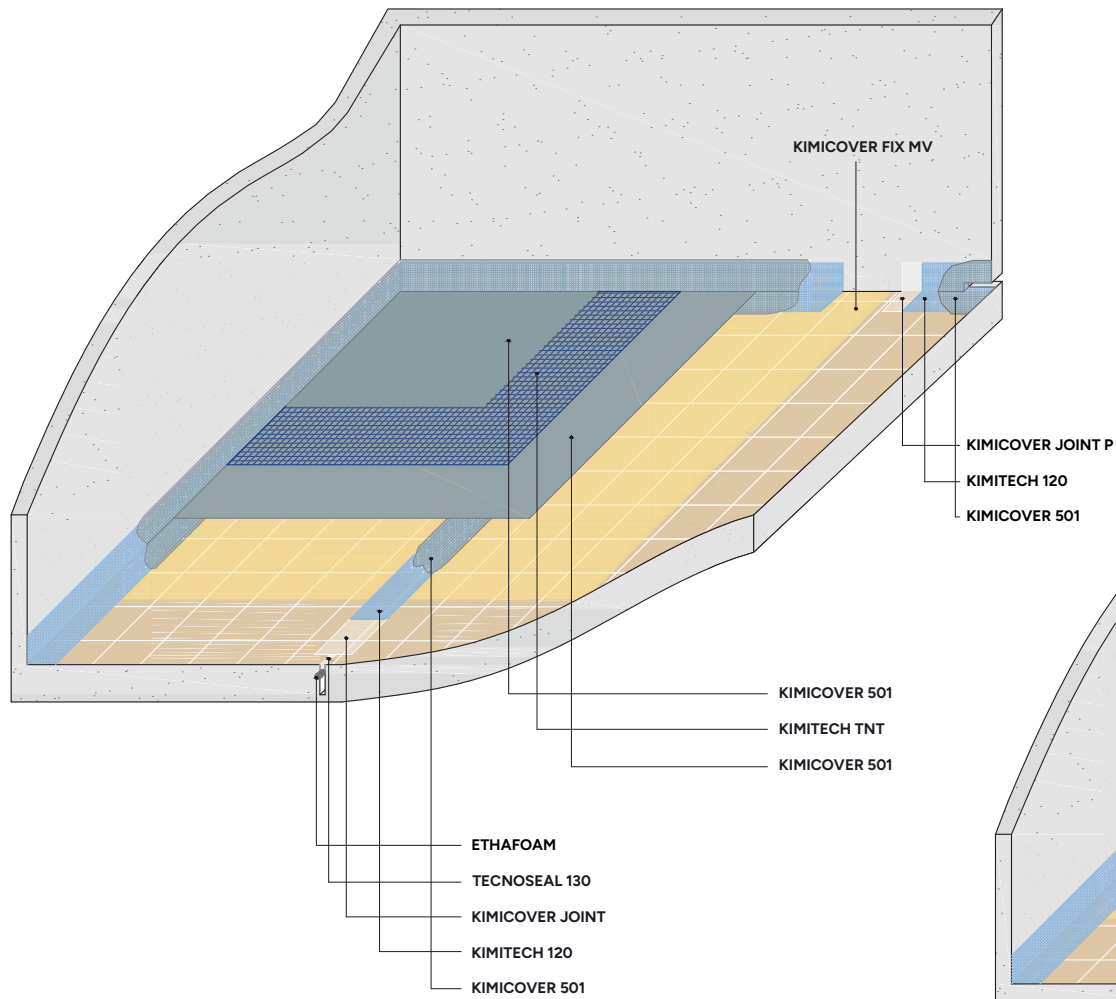 KIMICOVER FIX MV
KIMICOVER JOINT P
KIMITECH 120
KIMICOVER 501
KIMICOVER 501
KIMITECH TNT
KIMICOVER 501
ETHAFOAM
TECNOSEAL 130
KIMICOVER JOINT
KIMITECH 120
KIMICOVER 501